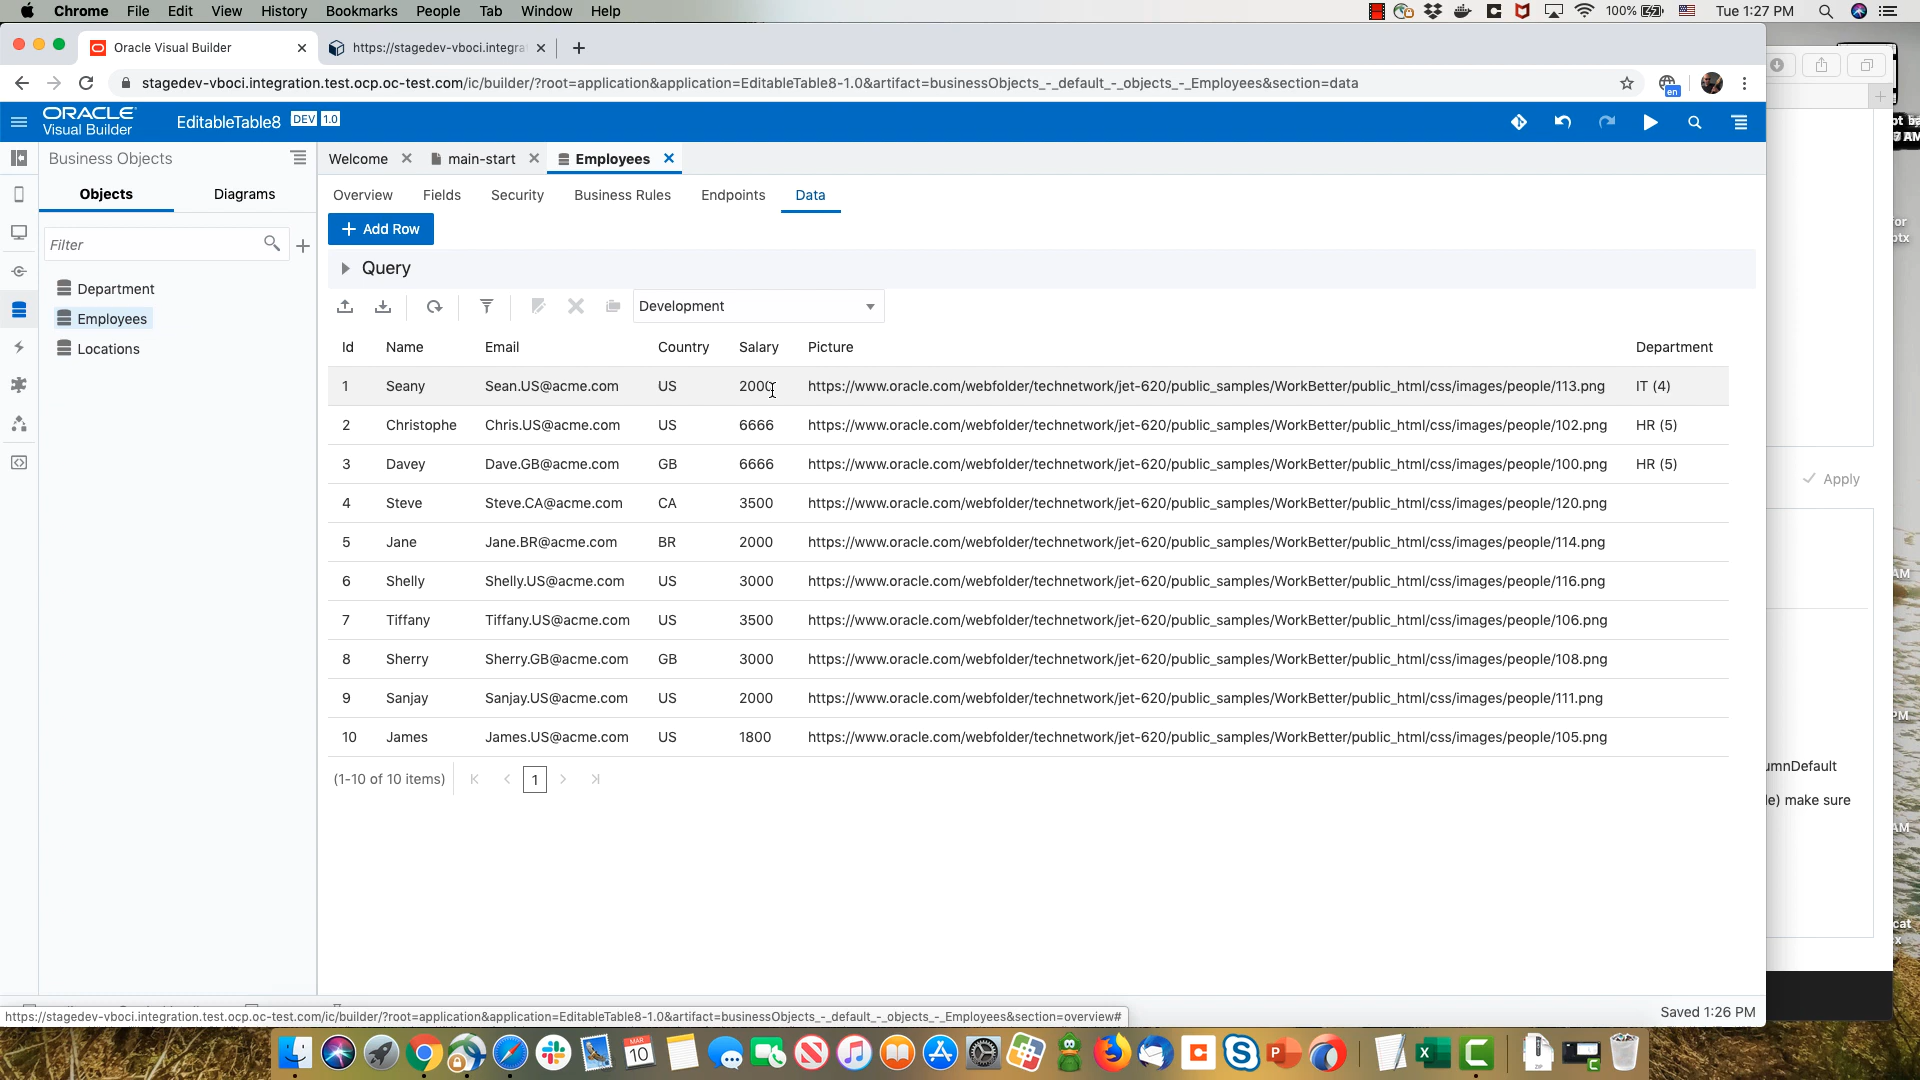 Chrome File Edit View History Bookmarks People Tab Window Help 100% Tue 1:27 PM
Oracle Visual Builder https://stagedev-vboci.integra
stagedev-vboci.integration.test.ocp.oc-test.com/ic/builder/?root=application&application=EditableTable8-1.0&artifact=businessObjects_-_default_-_objects_-_Employees&section=data
en
ORACLE
Visual Builder
EditableTable8 DEV 1.0
Business Objects
Welcome main-start Employees
Objects Diagrams
Overview Fields Security Business Rules Endpoints Data
Add Row
Filter
Query
Department
Employees
Locations
Development
Id Name Email Country Salary Picture Department
1 Seany Sean.US@acme.com US 2000 https://www.oracle.com/webfolder/technetwork/jet-620/public_samples/WorkBetter/public_html/css/images/people/113.png IT (4)
2 Christophe Chris.US@acme.com US 6666 https://www.oracle.com/webfolder/technetwork/jet-620/public_samples/WorkBetter/public_html/css/images/people/102.png HR (5)
3 Davey Dave.GB@acme.com GB 6666 https://www.oracle.com/webfolder/technetwork/jet-620/public_samples/WorkBetter/public_html/css/images/people/100.png HR (5)
4 Steve Steve.CA@acme.com CA 3500 https://www.oracle.com/webfolder/technetwork/jet-620/public_samples/WorkBetter/public_html/css/images/people/120.png
5 Jane Jane.BR@acme.com BR 2000 https://www.oracle.com/webfolder/technetwork/jet-620/public_samples/WorkBetter/public_html/css/images/people/114.png
6 Shelly Shelly.US@acme.com US 3000 https://www.oracle.com/webfolder/technetwork/jet-620/public_samples/WorkBetter/public_html/css/images/people/116.png
7 Tiffany Tiffany.US@acme.com US 3500 https://www.oracle.com/webfolder/technetwork/jet-620/public_samples/WorkBetter/public_html/css/images/people/106.png
8 Sherry Sherry.GB@acme.com GB 3000 https://www.oracle.com/webfolder/technetwork/jet-620/public_samples/WorkBetter/public_html/css/images/people/108.png
9 Sanjay Sanjay.US@acme.com US 2000 https://www.oracle.com/webfolder/technetwork/jet-620/public_samples/WorkBetter/public_html/css/images/people/111.png
10 James James.US@acme.com US 1800 https://www.oracle.com/webfolder/technetwork/jet-620/public_samples/WorkBetter/public_html/css/images/people/105.png
(1-10 of 10 items) 1
Apply
umnDefault
le) make sure
https://stagedev-vboci.integration.test.ocp.oc-test.com/ic/builder/?root=application&application=EditableTable8-1.0&artifact=businessObjects_-_default_-_objects_-_Employees&section=overview#
Saved 1:26 PM
MAR
10
ZIP